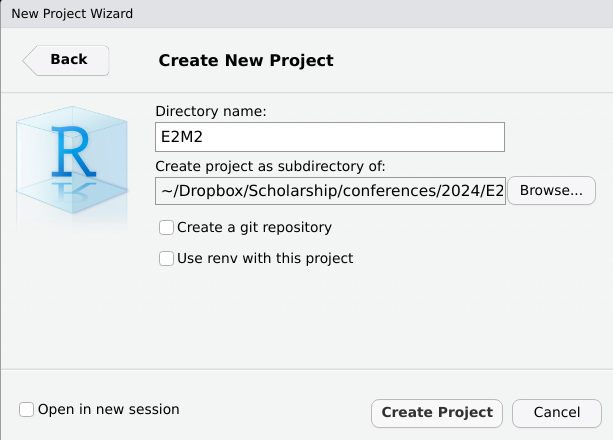 New Project Wizard
Back
Create New Project
R
Directory name:
E2M2
Create project as subdirectory of:
~/Dropbox/Scholarship/conferences/2024/E2
Browse...
Create a git repository
Use renv with this project
Open in new session
Create Project
Cancel